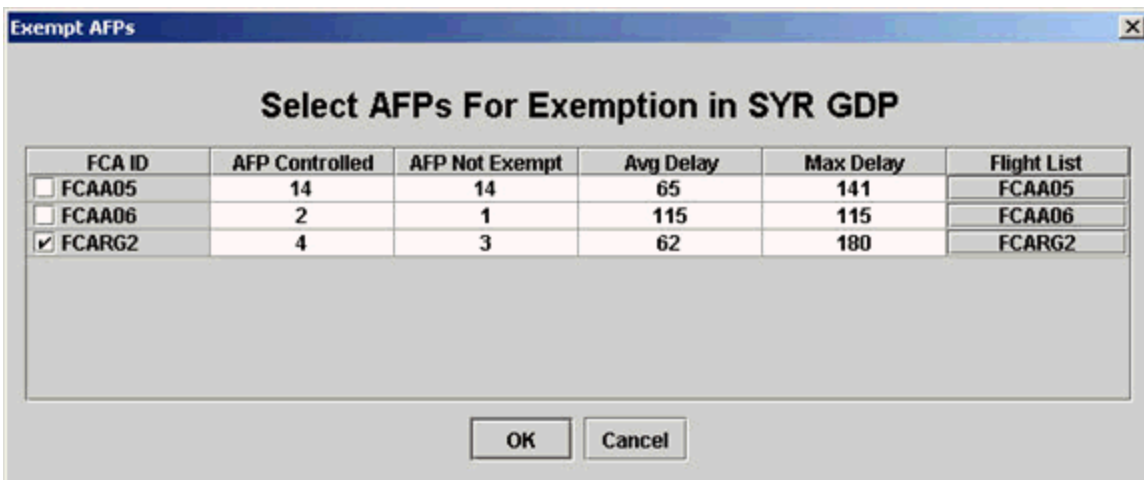 Exempt AFPs
Select AFPs For Exemption in SYR GDP
FCA ID AFP Controlled AFP Not Exempt Avg Delay Max Delay Flight List
FCAA05 14 14 65 141 FCAA05
FCAA06 2 1 115 115 FCAA06
FCARG2 4 3 62 180 FCARG2
OK Cancel